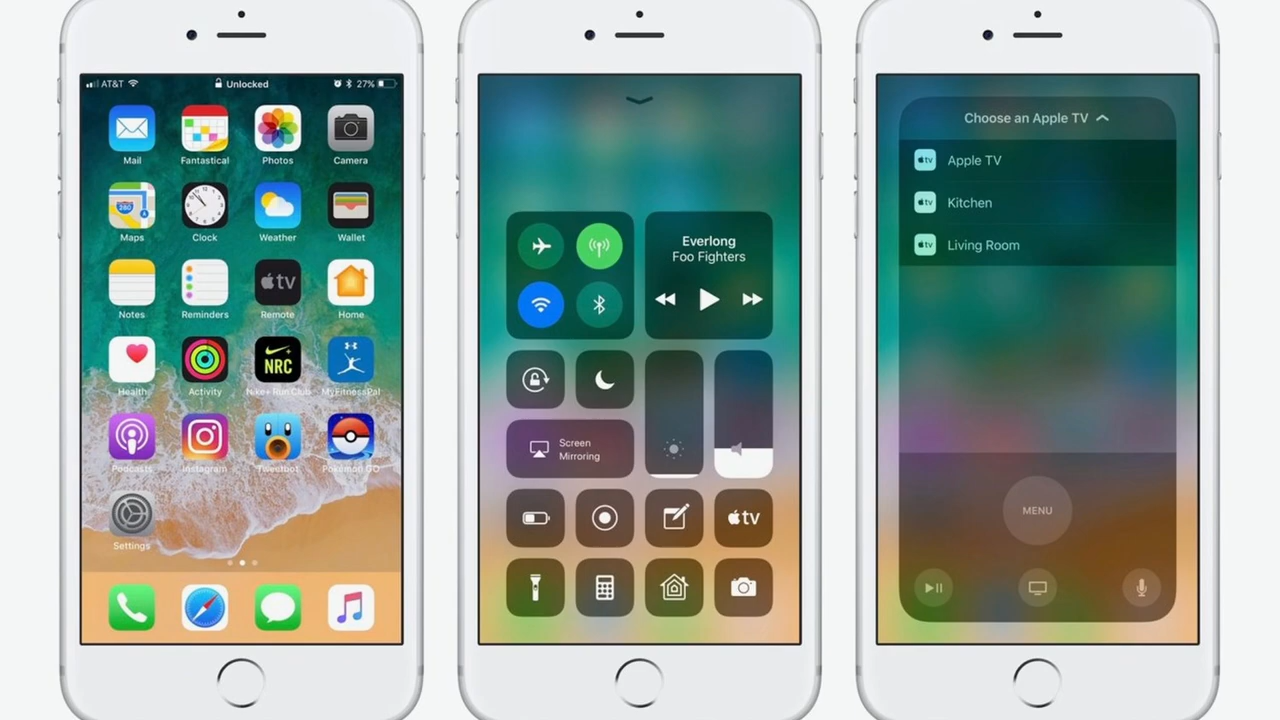 AT&T
Unlocked
27%
Mail
Fantastical
Photos
Camera
280
Maps
Clock
Weather
Wallet
tv
Notes
Reminders
Remote
Home
NRC
Health
Activity
Nike+ Run Club
MyFitnessPal
Podcasts
Instagram
Tweetbot
Pokémon GO
Settings
Everlong
Foo Fighters
Screen
Mirroring
tv
Choose an Apple TV
tv Apple TV
tv Kitchen
tv Living Room
MENU